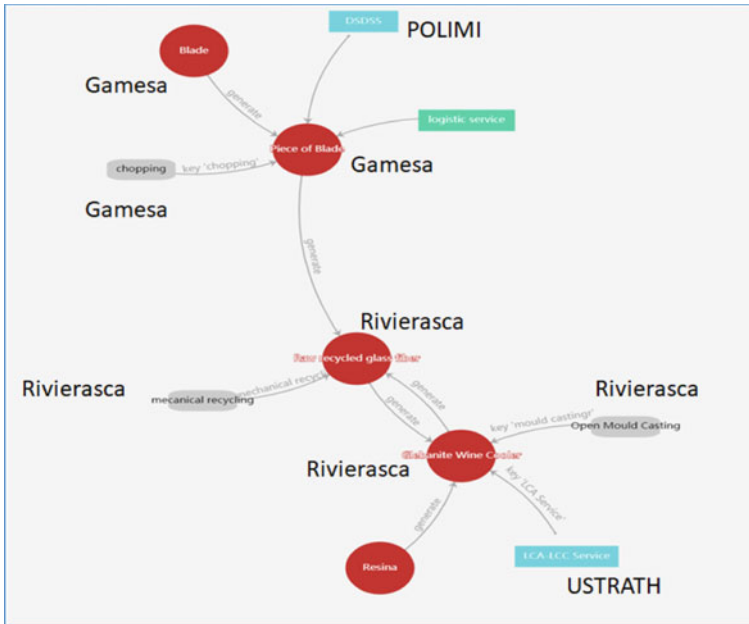 DSDSS
POLIMI
Blade
Gamesa
generate
logistic service
Piece of Blade
chopping
key 'chopping'
Gamesa
Gamesa
generate
Rivierasca
Raw recycled glass fiber
Rivierasca
mechanical recycl
mecanical recycling
generate
generate
Rivierasca
key 'mould castingr'
Open Mould Casting
Rivierasca
Glebanite Wine Cooler
generate
key 'LCA Service'
Resina
LCA-LCC Service
USTRATH